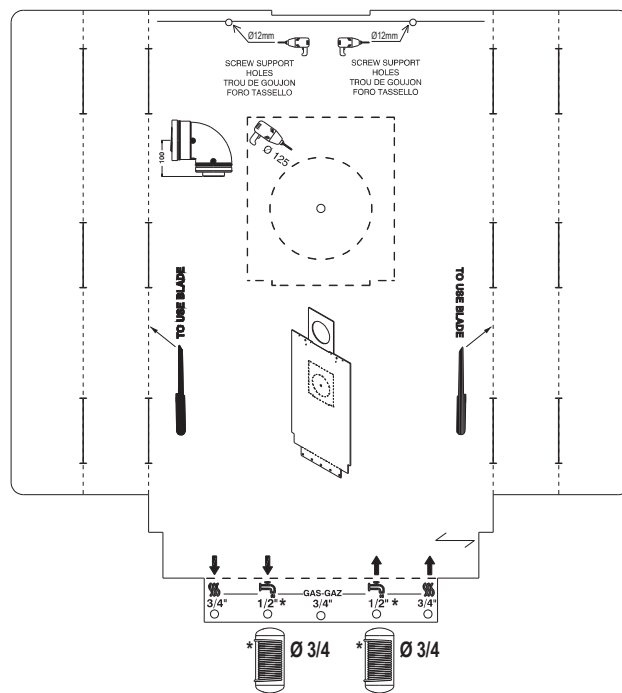 Ø12mm
Ø12mm
SCREW SUPPORT
HOLES
TROU DE GOUJON
FORO TASSELLO
SCREW SUPPORT
HOLES
TROU DE GOUJON
FORO TASSELLO
100
Ø 125
TO USE BLADE
TO USE BLADE
GAS-GAZ
3/4" 1/2"* 3/4" 1/2"* 3/4"
* Ø 3/4 * Ø 3/4